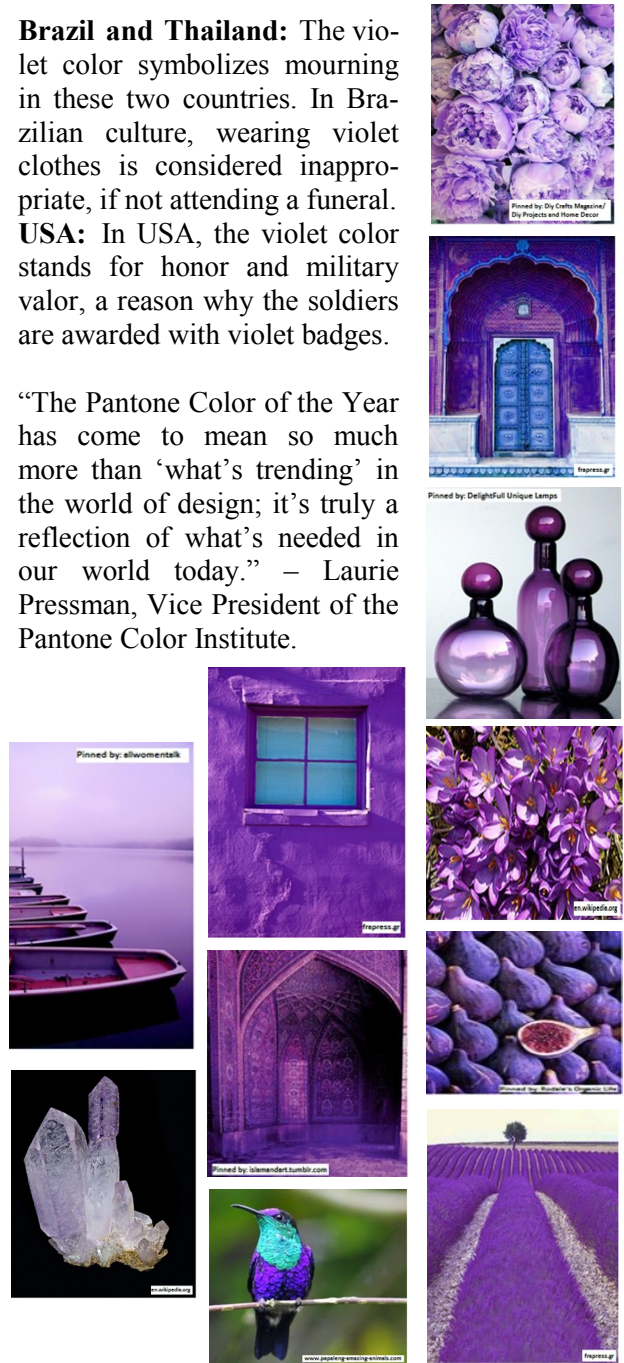 Brazil and Thailand: The vio-
let color symbolizes mourning
in these two countries. In Bra-
zilian culture, wearing violet
clothes is considered inappro-
priate, if not attending a funeral.
USA: In USA, the violet color
stands for honor and military
valor, a reason why the soldiers
are awarded with violet badges.
“The Pantone Color of the Year
has come to mean so much
more than ‘what’s trending’ in
the world of design; it’s truly a
reflection of what’s needed in
our world today.” – Laurie
Pressman, Vice President of the
Pantone Color Institute.
Pinned by: Diy Crafts Magazine/
Diy Projects and Home Decor
frapress.gr
Pinned by: DelightFull Unique Lamps
frapress.gr
Pinned by: allwomentalk
en.wikipedia.org
Pinned by: Rodale's Organic Life
Pinned by: islamandart.tumblr.com
en.wikipedia.org
www.papeleng-amazing-animals.com
frapress.gr